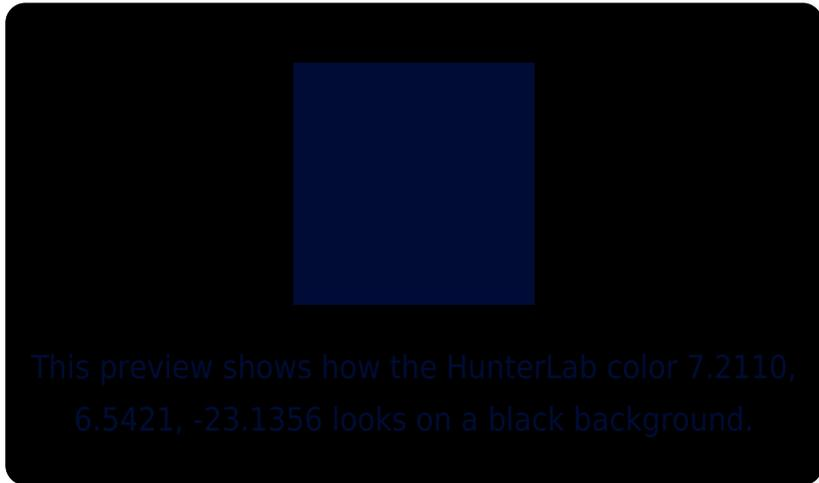 This preview shows how the HunterLab color 7.2110,
6.5421, -23.1356 looks on a black background.